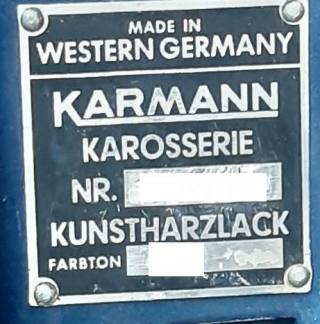 MADE IN
WESTERN GERMANY
KARMANN
KAROSSERIE
NR.
KUNSTHARZLACK
FARBTON